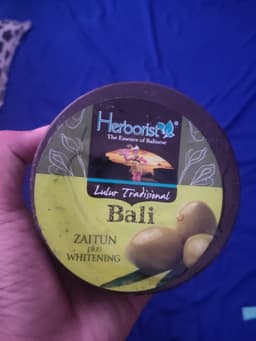 Herborist®
The Essence of Balinese
Lulur Tradisional
Bali
ZAITUN
plus
WHITENING